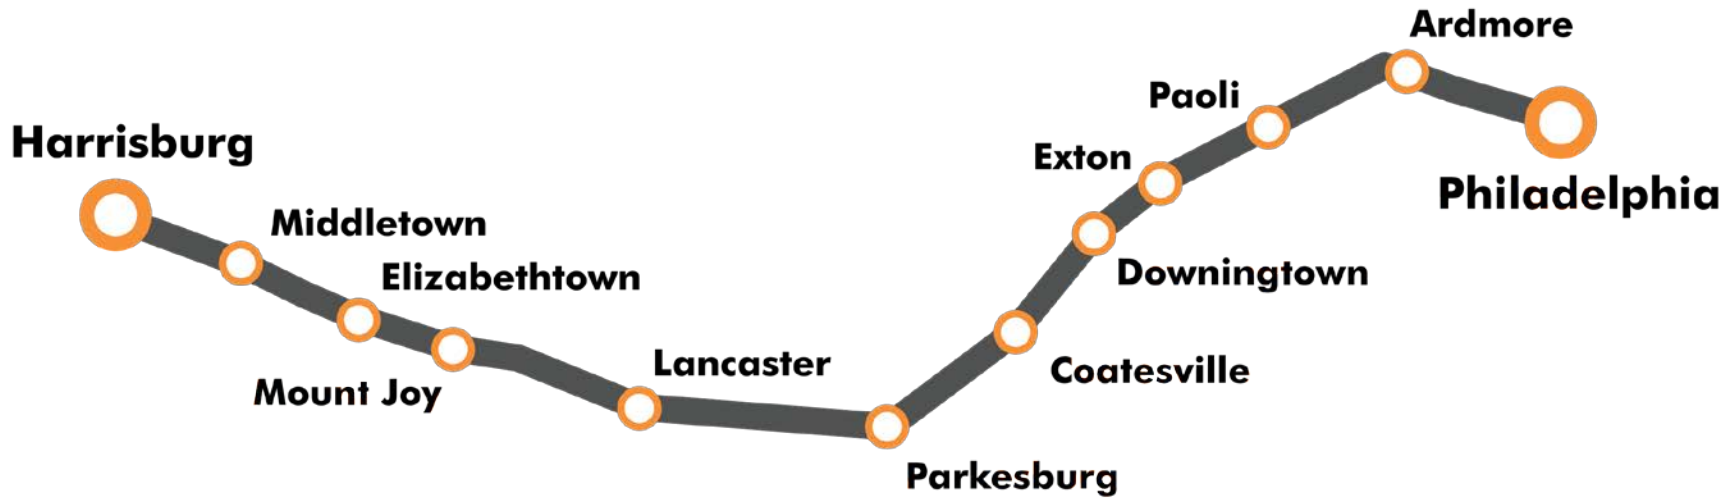 Harrisburg
Middletown
Elizabethtown
Mount Joy
Lancaster
Parkesburg
Coatesville
Downingtown
Exton
Paoli
Ardmore
Philadelphia